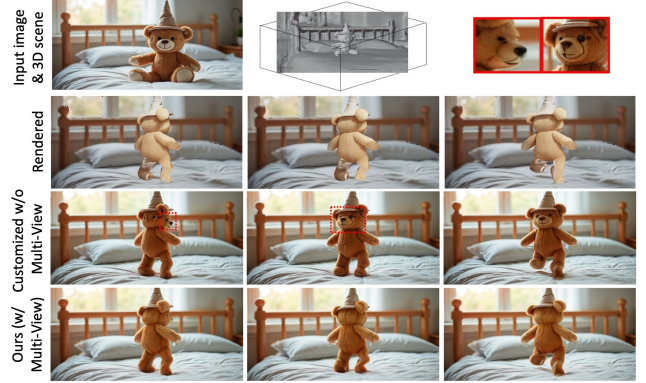 Input image
& 3D scene
Rendered
Customized w/o
Multi-View
Ours (w/
Multi-View)